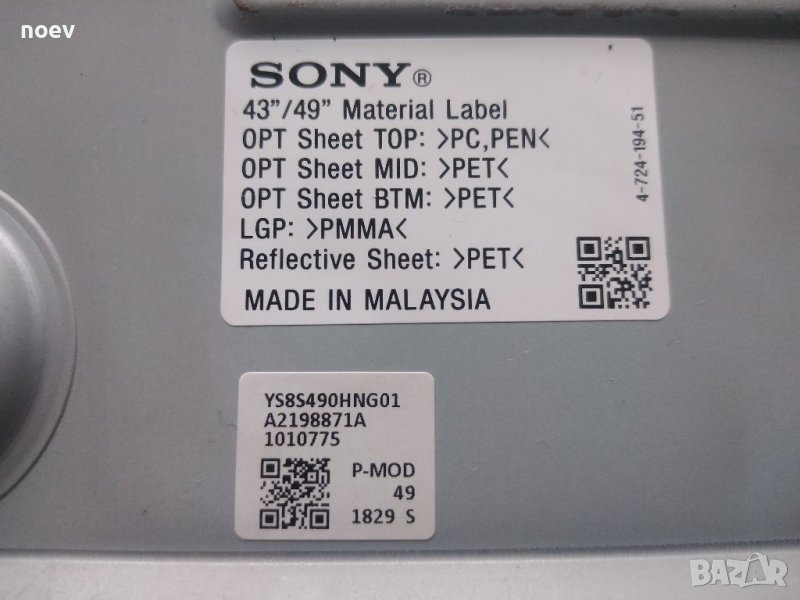 noev
SONY®
43”/49” Material Label
OPT Sheet TOP: >PC,PEN<
OPT Sheet MID: >PET<
OPT Sheet BTM: >PET<
LGP: >PMMA<
Reflective Sheet: >PET<
MADE IN MALAYSIA
4-724-194-51
YS8S490HNG01
A2198871A
1010775
P-MOD
49
1829 S
BAZAR